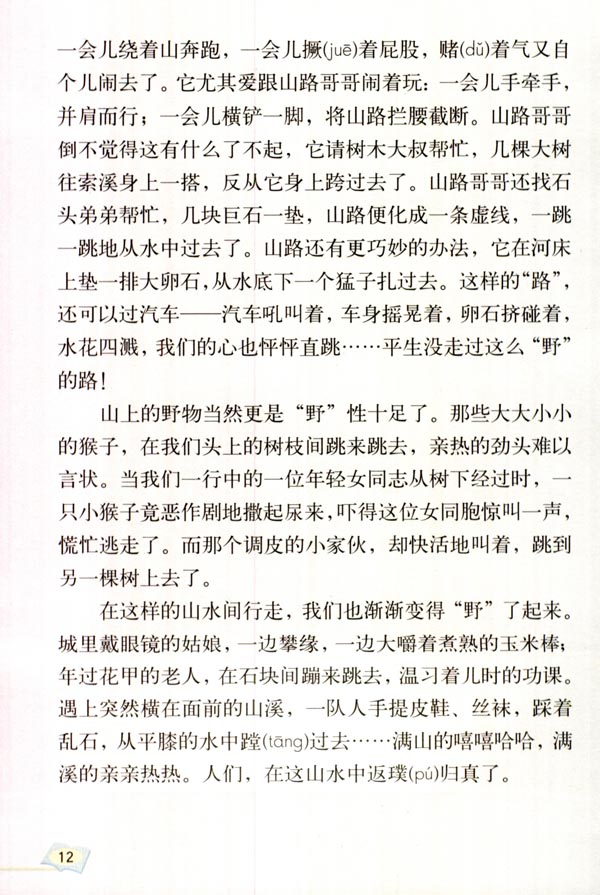 一会儿绕着山奔跑，一会儿撅(juē)着屁股，赌(dǔ)着气又自
个儿闹去了。它尤其爱跟山路哥哥闹着玩：一会儿手牵手，
并肩而行；一会儿横铲一脚，将山路拦腰截断。山路哥哥
倒不觉得这有什么了不起，它请树木大叔帮忙，几棵大树
往索溪身上一搭，反从它身上跨过去了。山路哥哥还找石
头弟弟帮忙，几块巨石一垫，山路便化成一条虚线，一跳
一跳地从水中过去了。山路还有更巧妙的办法，它在河床
上垫一排大卵石，从水底下一个猛子扎过去。这样的“路”，
还可以过汽车——汽车吼叫着，车身摇晃着，卵石挤碰着，
水花四溅，我们的心也怦怦直跳……平生没走过这么“野”
的路！
山上的野物当然更是“野”性十足了。那些大大小小
的猴子，在我们头上的树枝间跳来跳去，亲热的劲头难以
言状。当我们一行中的一位年轻女同志从树下经过时，一
只小猴子竟恶作剧地撒起尿来，吓得这位女同胞惊叫一声，
慌忙逃走了。而那个调皮的小家伙，却快活地叫着，跳到
另一棵树上去了。
在这样的山水间行走，我们也渐渐变得“野”了起来。
城里戴眼镜的姑娘，一边攀缘，一边大嚼着煮熟的玉米棒；
年过花甲的老人，在石块间蹦来跳去，温习着儿时的功课。
遇上突然横在面前的山溪，一队人手提皮鞋、丝袜，踩着
乱石，从平膝的水中蹚(tāng)过去……满山的嘻嘻哈哈，满
溪的亲亲热热。人们，在这山水中返璞(pú)归真了。
12